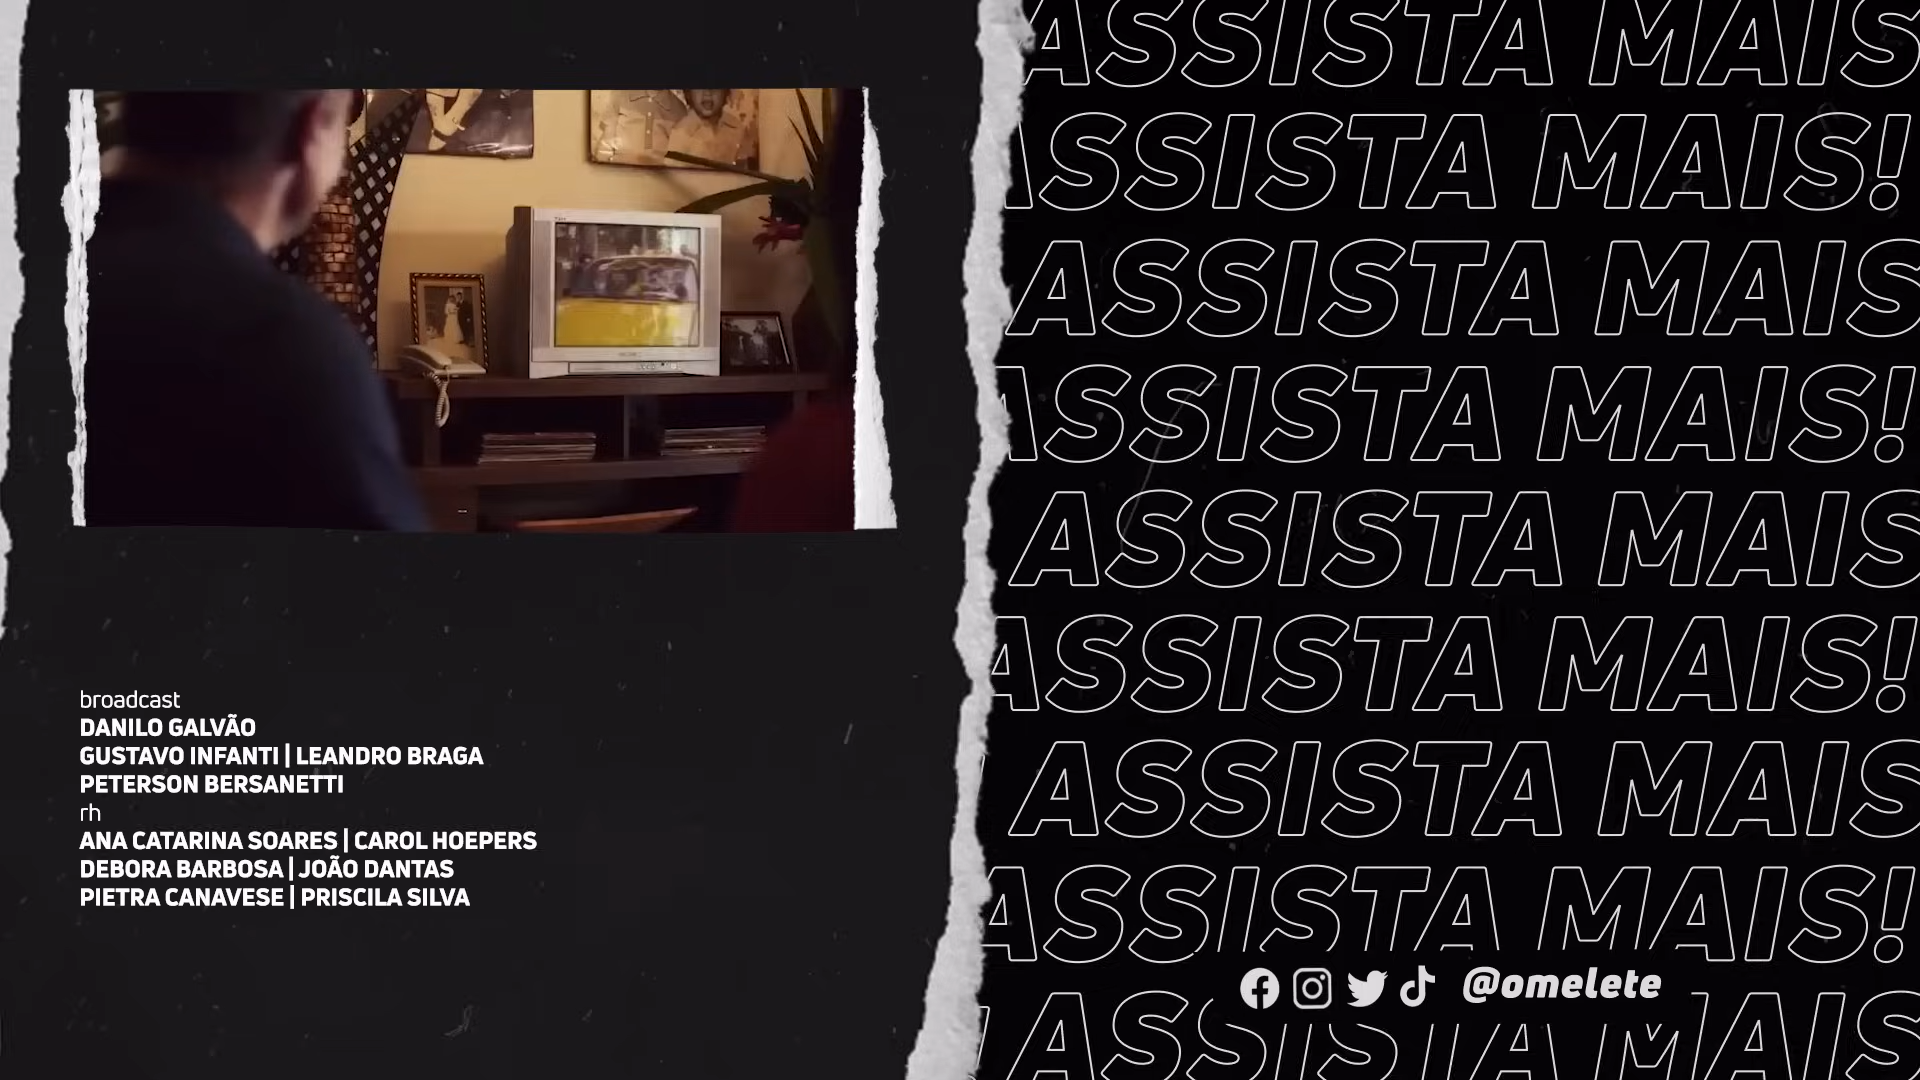 broadcast
DANILO GALVÃO
GUSTAVO INFANTI | LEANDRO BRAGA
PETERSON BERSANETTI
rh
ANA CATARINA SOARES | CAROL HOEPERS
DEBORA BARBOSA | JOÃO DANTAS
PIETRA CANAVESE | PRISCILA SILVA
ASSISTA MAIS
ASSISTA MAIS!
ASSISTA MAIS
ASSISTA MAIS!
ASSISTA MAIS
ASSISTA MAIS!
ASSISTA MAIS
ASSISTA MAIS!
@omelete
ASSISTA MAIS